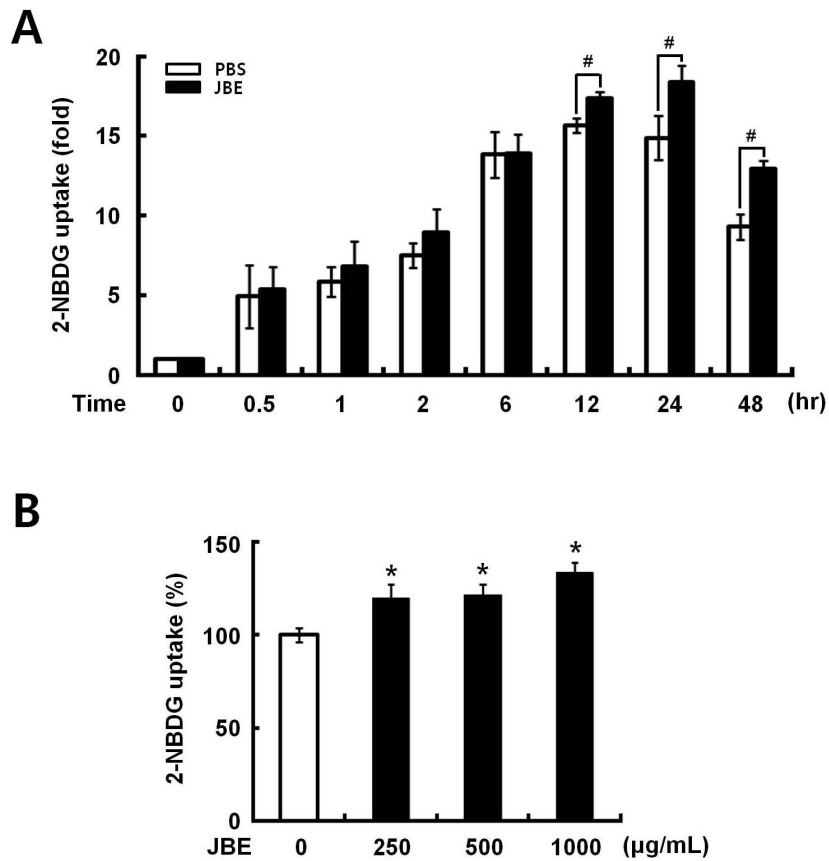 A
20
15
10
5
0
2-NBDG uptake (fold)
PBS
JBE
#
#
#
Time 0 0.5 1 2 6 12 24 48 (hr)
B
150
100
50
0
2-NBDG uptake (%)
*
*
*
JBE 0 250 500 1000 (μg/mL)